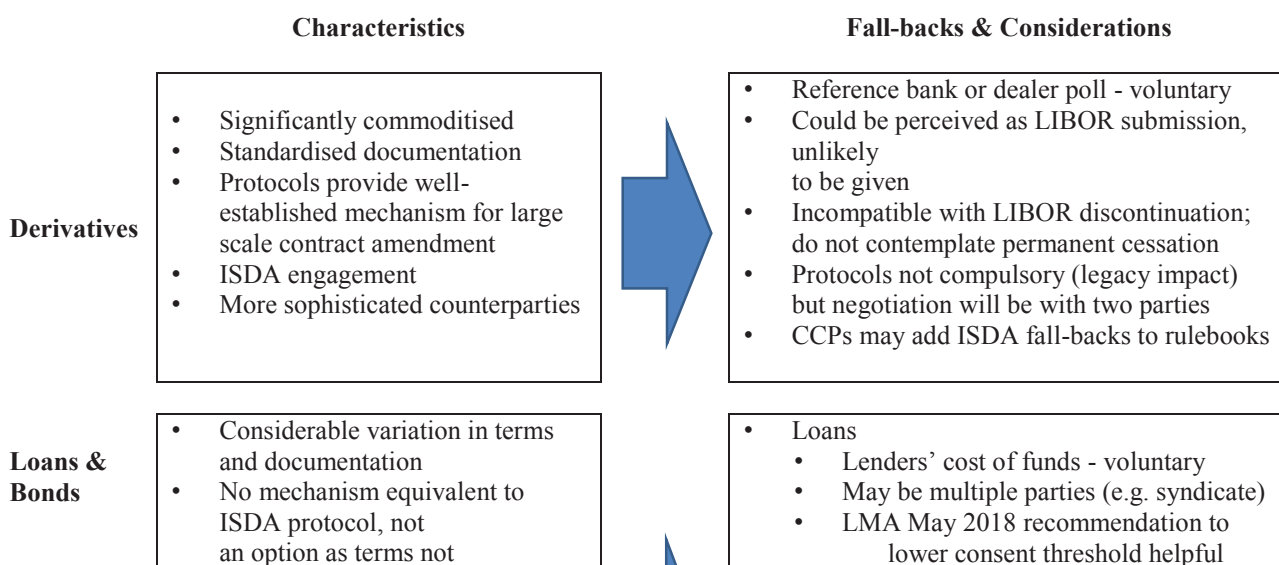 Characteristics
Fall-backs & Considerations
Derivatives
• Significantly commoditised
• Standardised documentation
• Protocols provide well-
established mechanism for large
scale contract amendment
• ISDA engagement
• More sophisticated counterparties
• Reference bank or dealer poll - voluntary
• Could be perceived as LIBOR submission,
unlikely
to be given
• Incompatible with LIBOR discontinuation;
do not contemplate permanent cessation
• Protocols not compulsory (legacy impact)
but negotiation will be with two parties
• CCPs may add ISDA fall-backs to rulebooks
Loans &
Bonds
• Considerable variation in terms
and documentation
• No mechanism equivalent to
ISDA protocol, not
an option as terms not
• Loans
• Lenders’ cost of funds - voluntary
• May be multiple parties (e.g. syndicate)
• LMA May 2018 recommendation to
lower consent threshold helpful